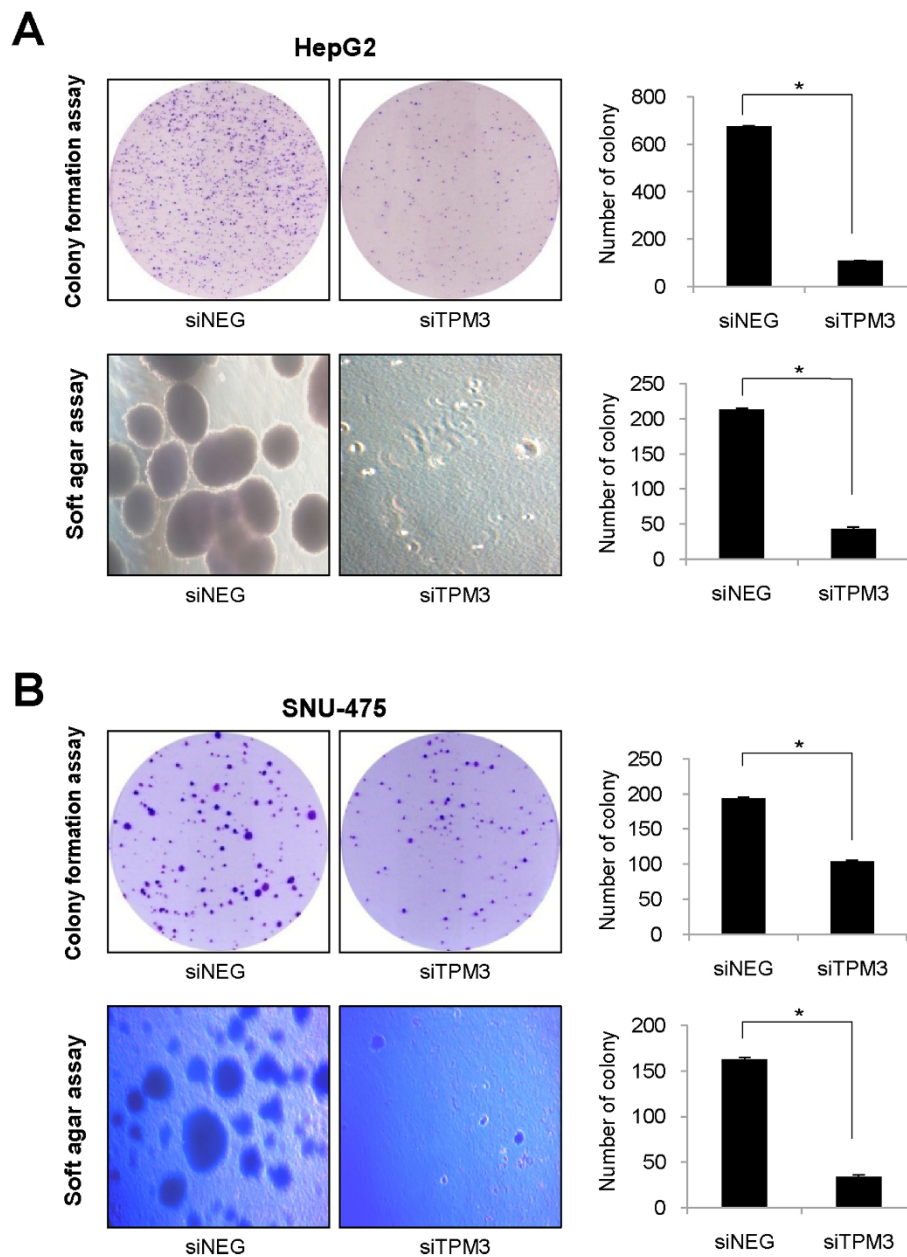 A
HepG2
Colony formation assay
siNEG
siTPM3
Number of colony
800
600
400
200
0
*
siNEG
siTPM3
Soft agar assay
siNEG
siTPM3
Number of colony
250
200
150
100
50
0
*
siNEG
siTPM3
B
SNU-475
Colony formation assay
siNEG
siTPM3
Number of colony
250
200
150
100
50
0
*
siNEG
siTPM3
Soft agar assay
siNEG
siTPM3
Number of colony
200
150
100
50
0
*
siNEG
siTPM3